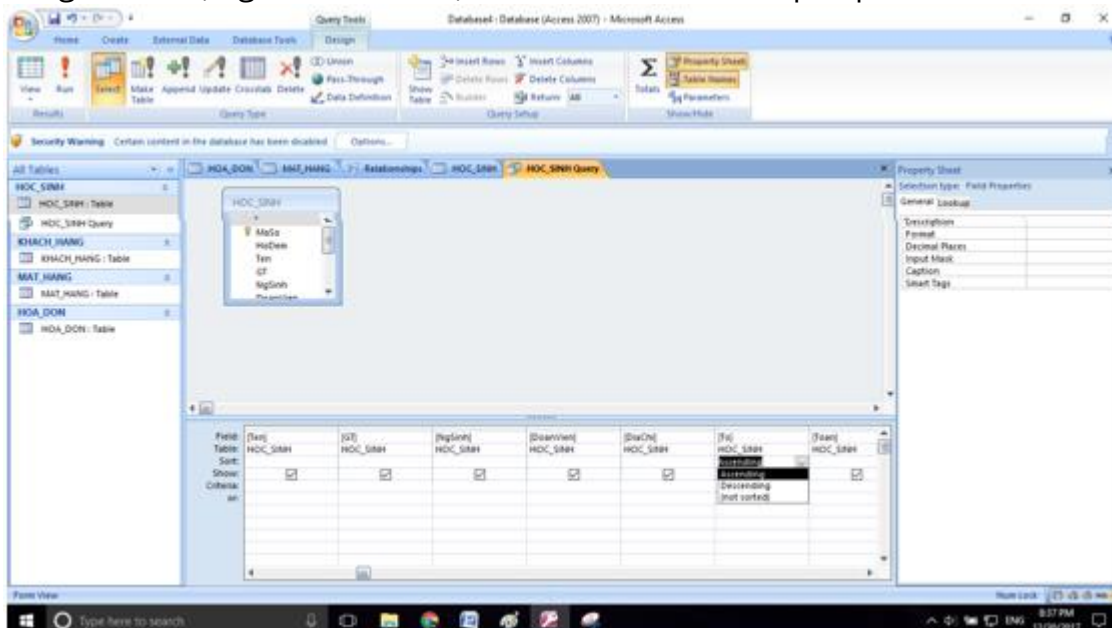 Query Tools
Database4 : Database (Access 2007) - Microsoft Access
Home Create External Data Database Tools Design
View Run Select Make Table Append Update Crosstab Delete
Union
Pass-Through
Data Definition
Show Table
Insert Rows
Delete Rows
Builder
Insert Columns
Delete Columns
Return: All
Totals
Property Sheet
Table Names
Parameters
Results Query Type Query Setup Show/Hide
Security Warning Certain content in the database has been disabled Options...
All Tables
HOC_SINH
HOC_SINH : Table
HOC_SINH Query
KHACH_HANG
KHACH_HANG : Table
MAT_HANG
MAT_HANG : Table
HOA_DON
HOA_DON : Table
HOA_DON MAT_HANG Relationships HOC_SINH HOC_SINH Query
HOC_SINH
*
MaSo
HoDem
Ten
GT
NgSinh
DoanVien
Property Sheet
Selection type: Field Properties
General Lookup
Description
Format
Decimal Places
Input Mask
Caption
Smart Tags
Field: [Ten] [GT] [NgSinh] [DoanVien] [DiaChi] [To] [Toan]
Table: HOC_SINH HOC_SINH HOC_SINH HOC_SINH HOC_SINH HOC_SINH HOC_SINH
Sort: Ascending
Show: Ascending
Criteria: Descending
or: (not sorted)
Form View
Num Lock
Type here to search
ENG
8:37 PM